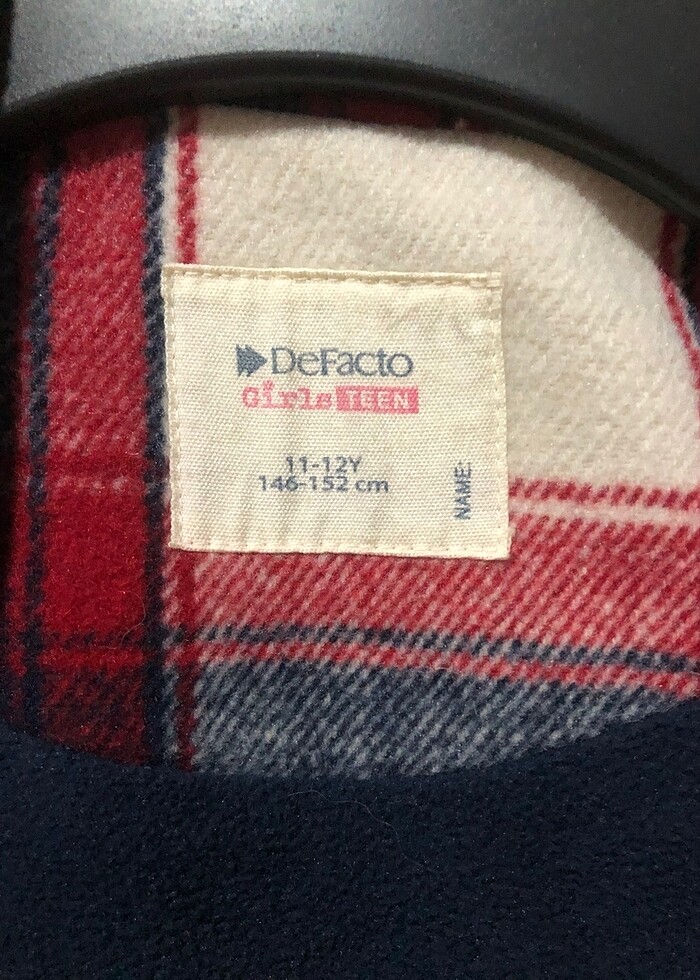 DeFacto
Girls TEEN
11-12Y
146-152 cm
NAME: